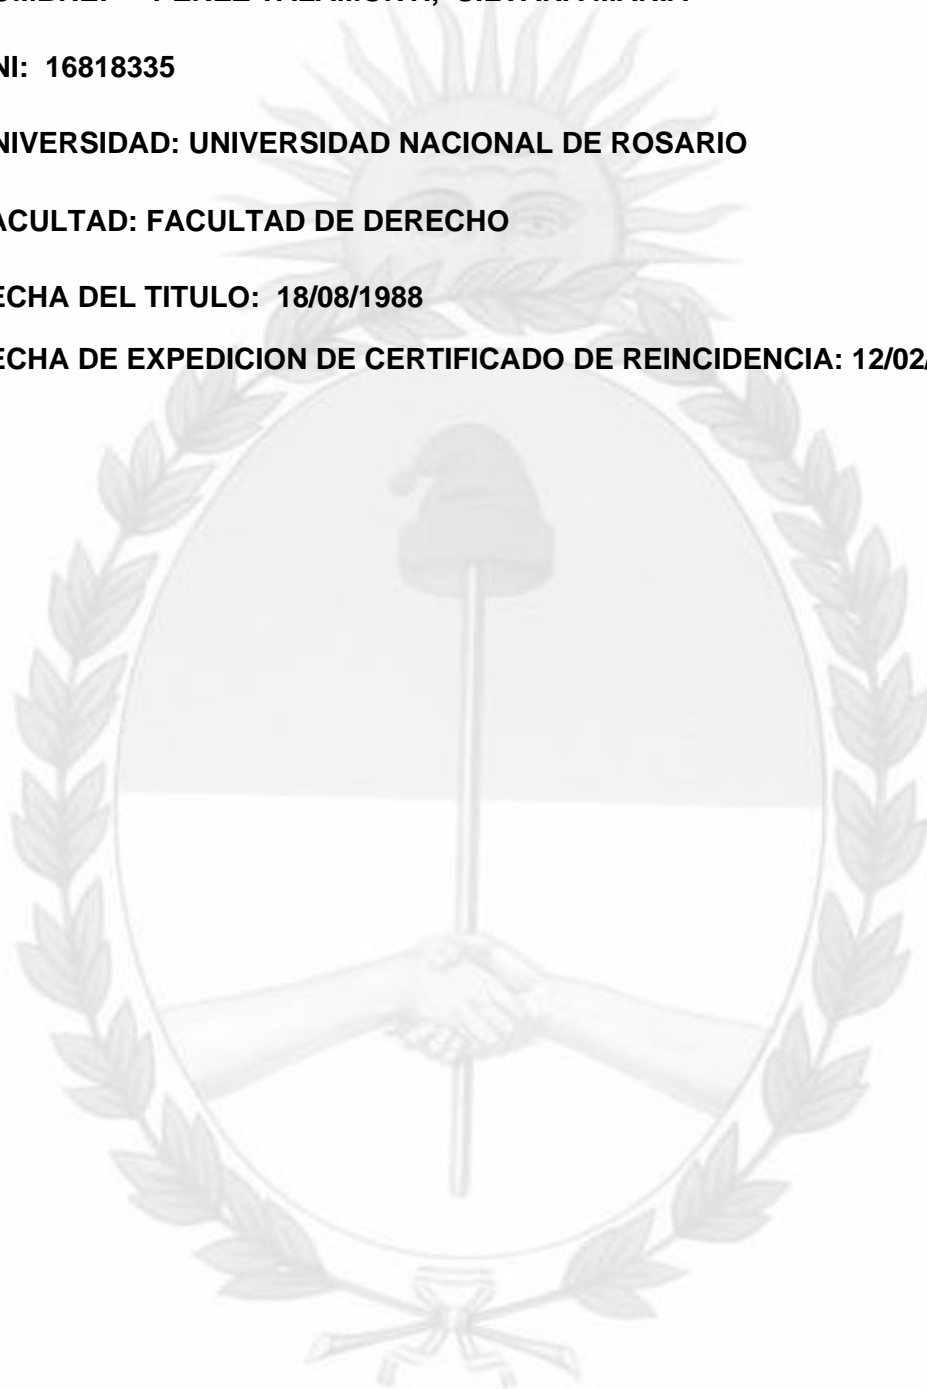 NI: 16818335
NIVERSIDAD: UNIVERSIDAD NACIONAL DE ROSARIO
ACULTAD: FACULTAD DE DERECHO
ECHA DEL TITULO: 18/08/1988
ECHA DE EXPEDICION DE CERTIFICADO DE REINCIDENCIA: 12/02/